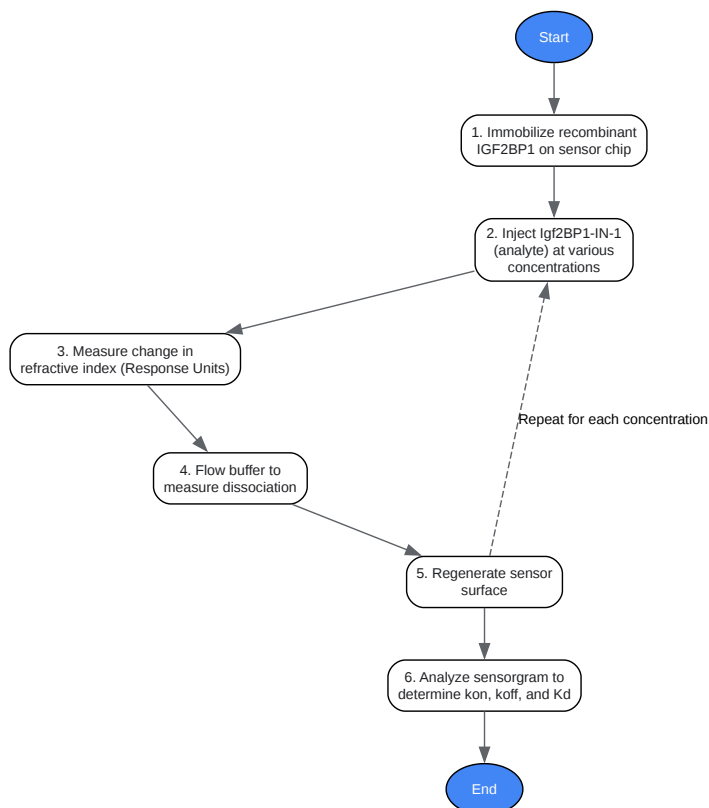 Start
1. Immobilize recombinant
IGF2BP1 on sensor chip
2. Inject Igf2BP1-IN-1
(analyte) at various
concentrations
3. Measure change in
refractive index (Response Units)
Repeat for each concentration
4. Flow buffer to
measure dissociation
5. Regenerate sensor
surface
6. Analyze sensorgram to
determine kon, koff, and Kd
End